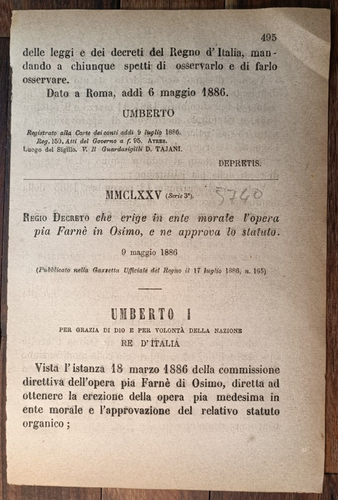 495
delle leggi e dei decreti del Regno d'Italia, man-
dando a chiunque spetti di osservarlo e di farlo
osservare.
Dato a Roma, addì 6 maggio 1886.
UMBERTO
Registrato alla Corte dei conti addì 9 luglio 1886.
Reg. 153. Atti del Governo a f. 95. AYRES.
Luogo del Sigillo. V. Il Guardasigilli D. TAJANI.
DEPRETIS.
MMCLXXV (Serie 3ª) 5740
REGIO DECRETO che erige in ente morale l'opera
pia Farnè in Osimo, e ne approva lo statuto.
9 maggio 1886
(Pubblicato nella Gazzetta Ufficiale del Regno il 17 luglio 1886, n. 165)
UMBERTO I
PER GRAZIA DI DIO E PER VOLONTÀ DELLA NAZIONE
RE D'ITALIA
Vista l'istanza 18 marzo 1886 della commissione
direttiva dell'opera pia Farnè di Osimo, diretta ad
ottenere la erezione della opera pia medesima in
ente morale e l'approvazione del relativo statuto
organico;